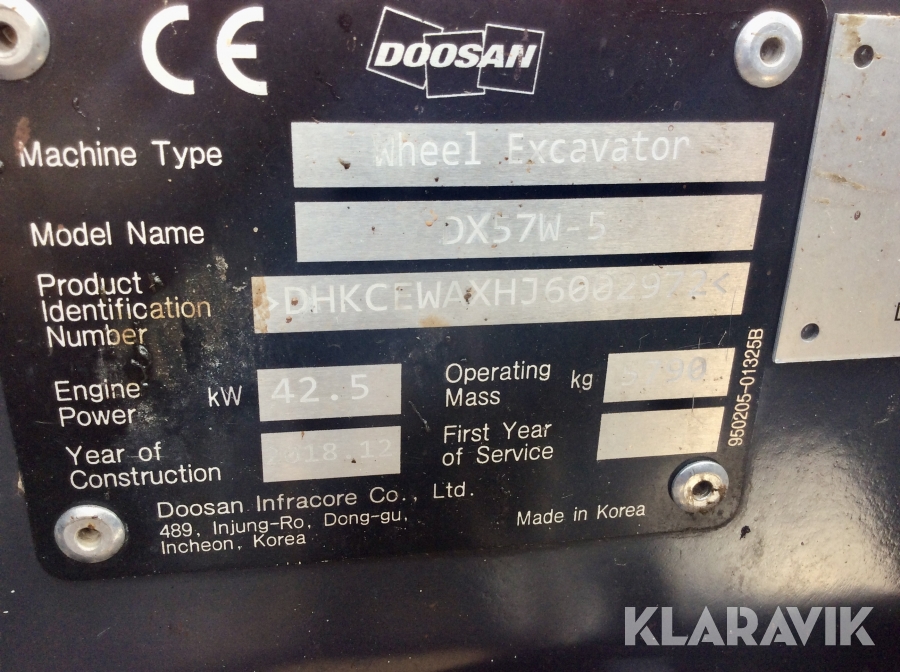 CE DOOSAN
Machine Type Wheel Excavator
Model Name DX57W-5
Product
Identification
Number
Engine
Power kW 42.5
Operating
Mass kg
Year of
Construction 2018.12
First Year
of Service
Doosan Infracore Co., Ltd.
489, Injung-Ro, Dong-gu,
Incheon, Korea
Made in Korea
950205-01325B
KLARAVIK